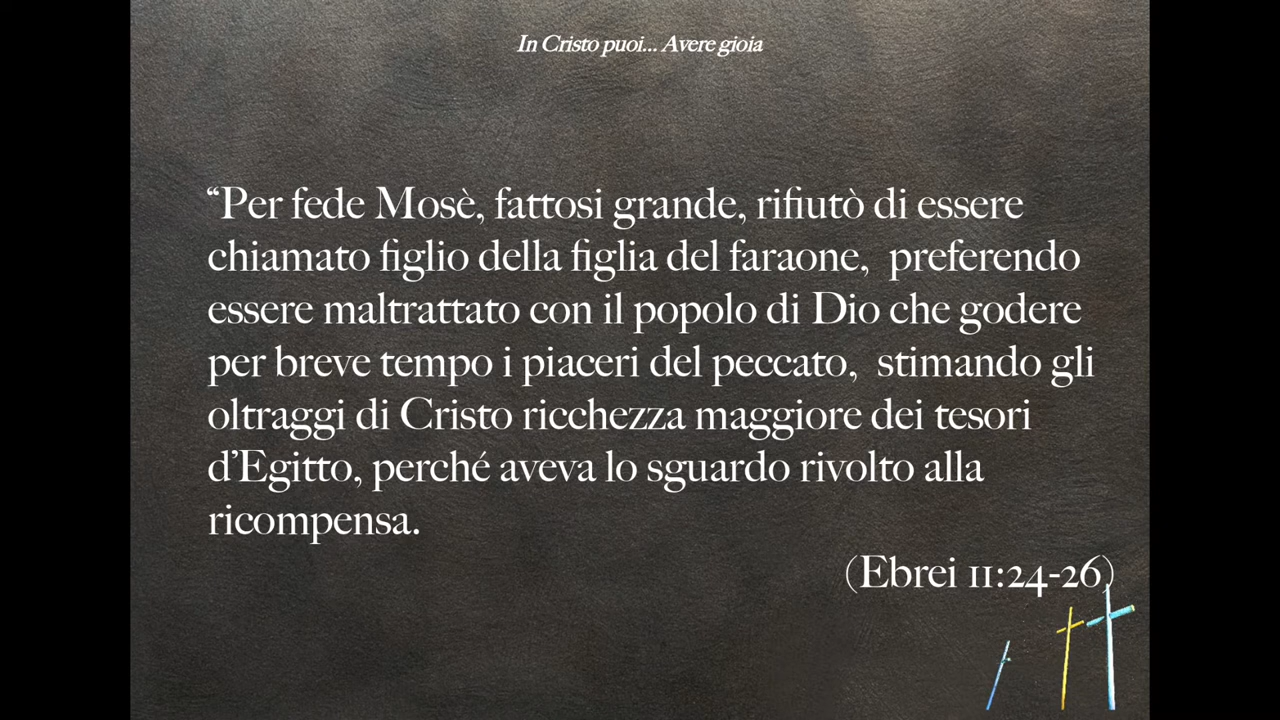 In Cristo puoi... Avere gioia
“Per fede Mosè, fattosi grande, rifiutò di essere
chiamato figlio della figlia del faraone,  preferendo
essere maltrattato con il popolo di Dio che godere
per breve tempo i piaceri del peccato,  stimando gli
oltraggi di Cristo ricchezza maggiore dei tesori
d’Egitto, perché aveva lo sguardo rivolto alla
ricompensa.
(Ebrei 11:24-26)